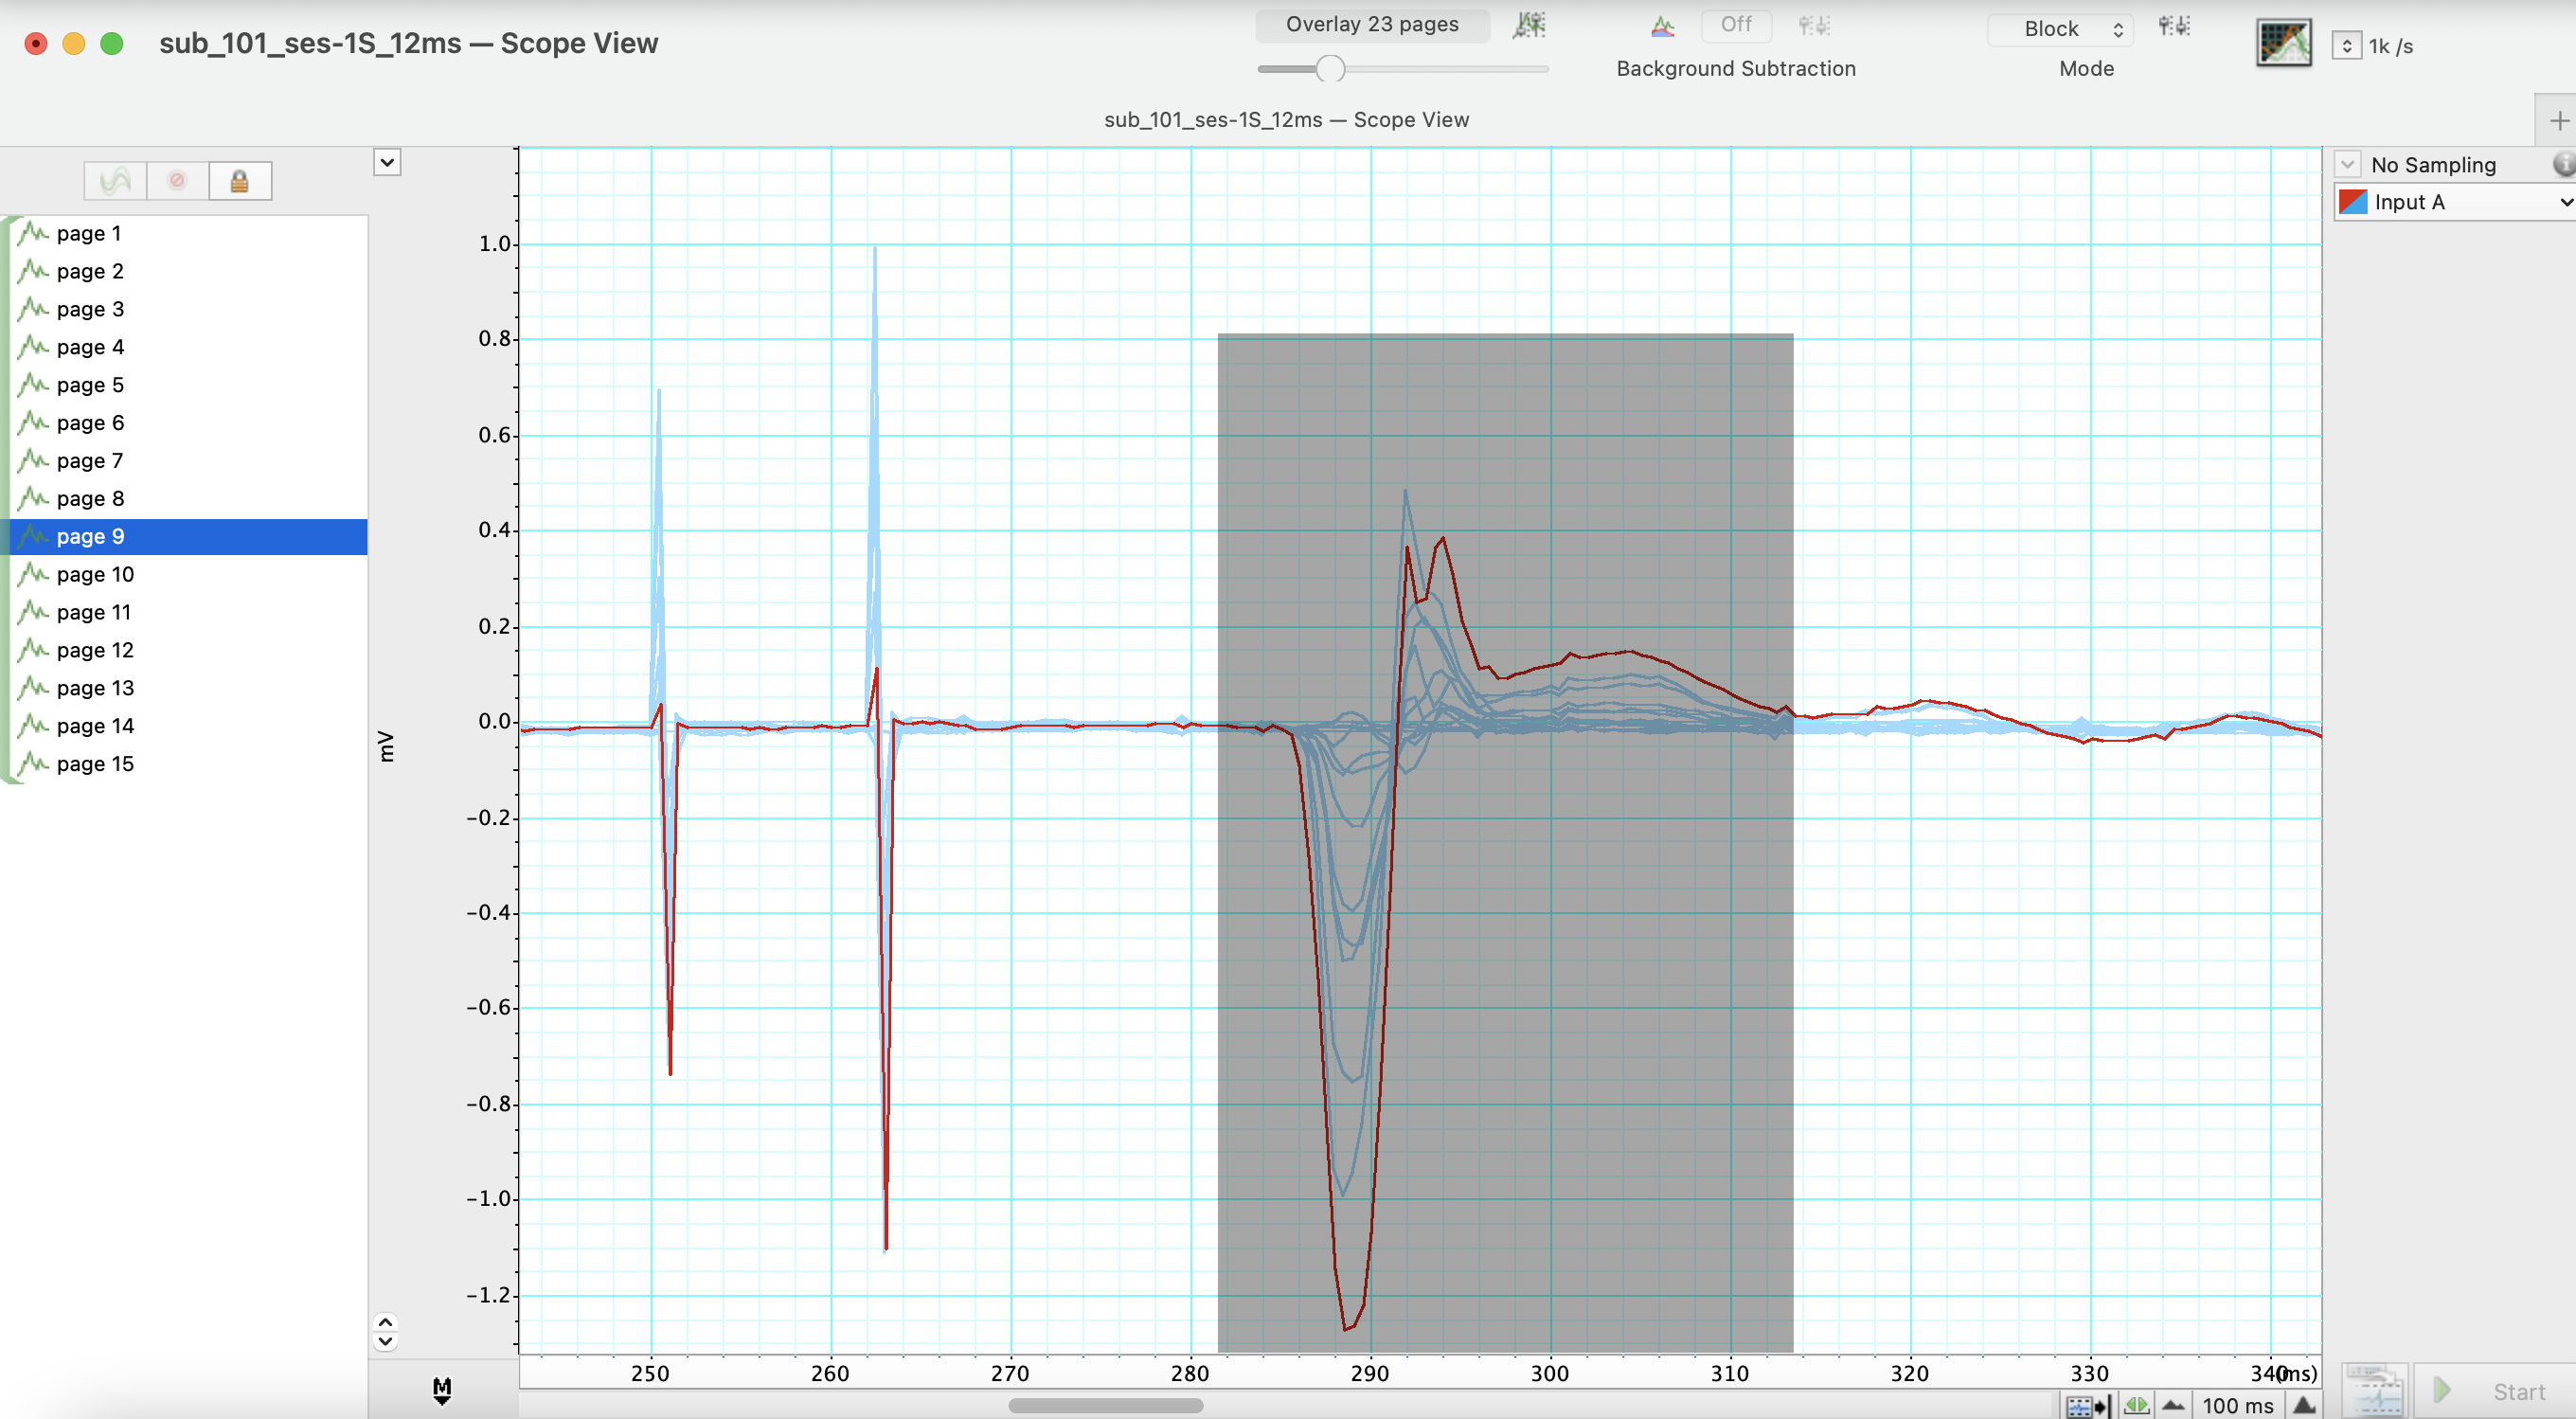 sub_101_ses-1S_12ms — Scope View
Overlay 23 pages
Off
Background Subtraction
Block
Mode
1k /s
sub_101_ses-1S_12ms — Scope View
page 1
page 2
page 3
page 4
page 5
page 6
page 7
page 8
page 9
page 10
page 11
page 12
page 13
page 14
page 15
mV
1.0
0.8
0.6
0.4
0.2
0.0
−0.2
−0.4
−0.6
−0.8
−1.0
−1.2
250 260 270 280 290 300 310 320 330 340 (ms)
M
No Sampling
Input A
100 ms
Start